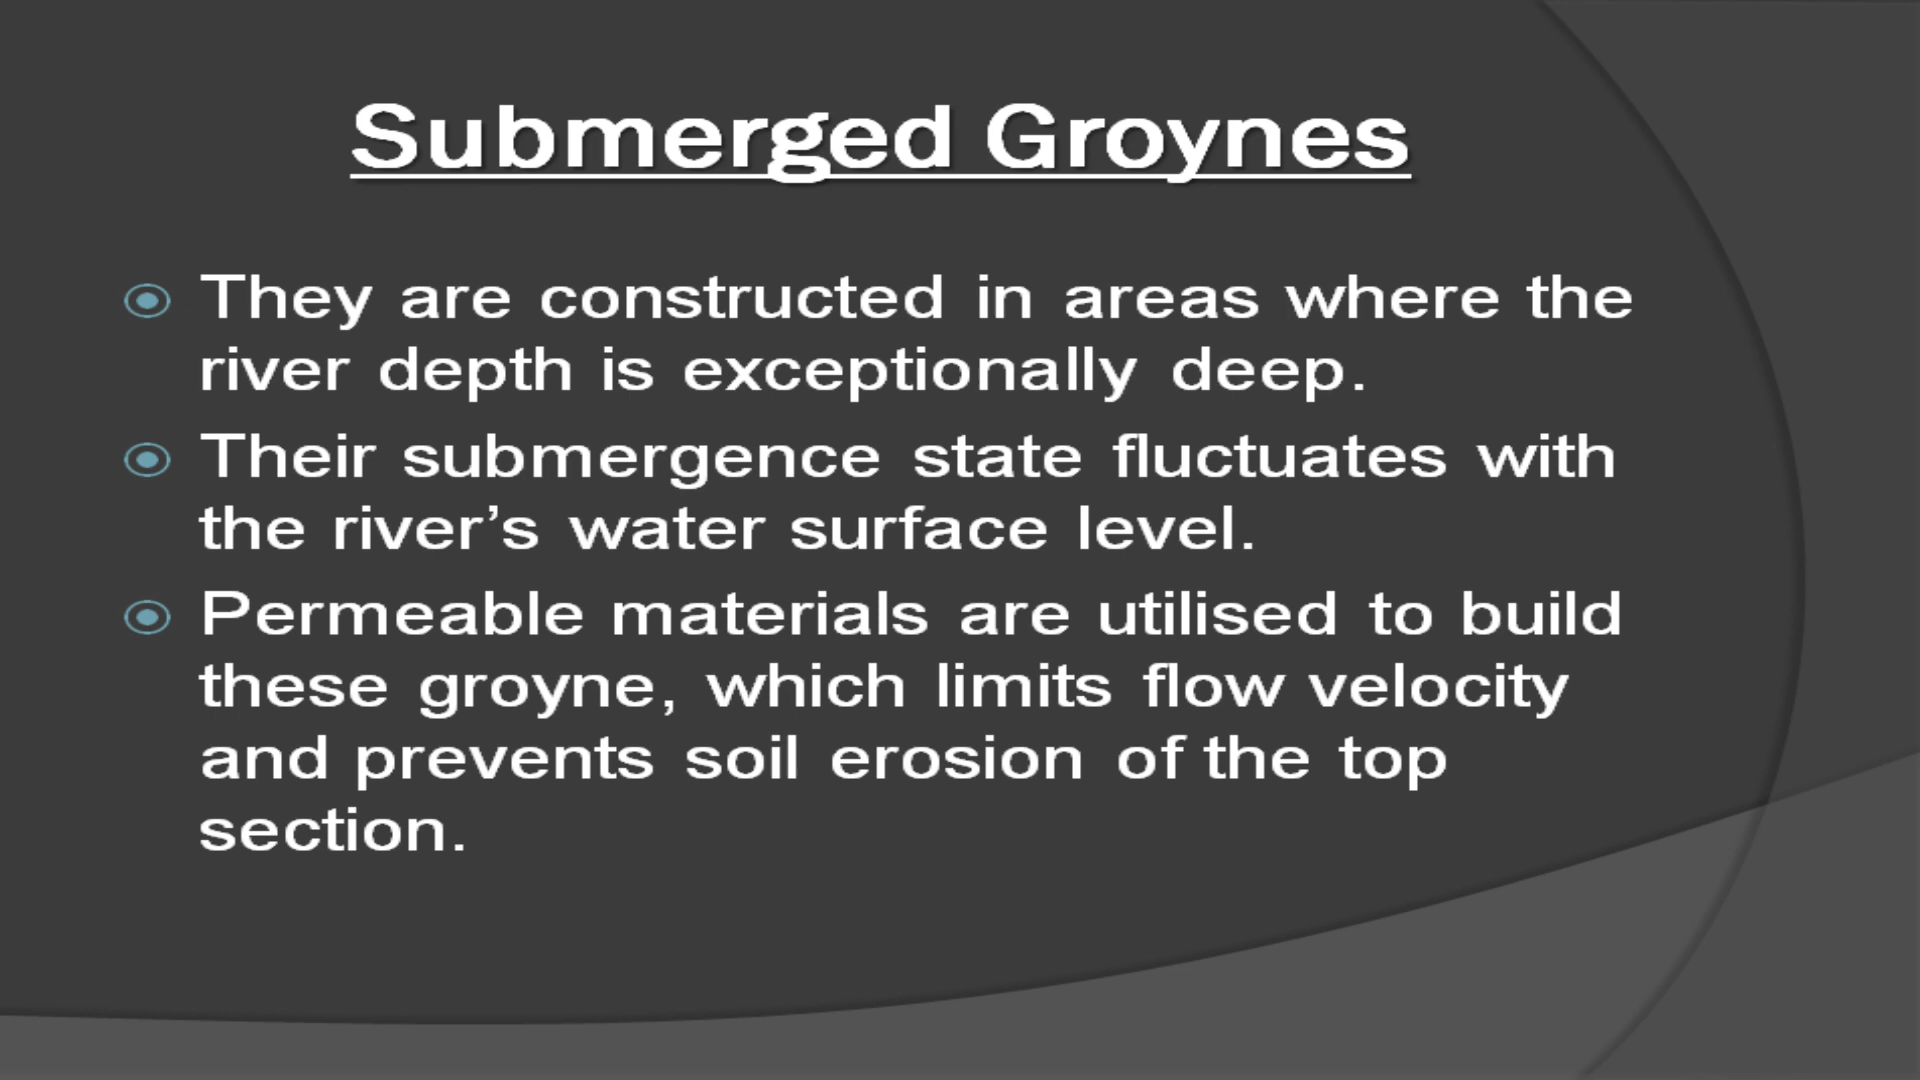 Submerged Groynes
They are constructed in areas where the
river depth is exceptionally deep.
Their submergence state fluctuates with
the river’s water surface level.
Permeable materials are utilised to build
these groyne, which limits flow velocity
and prevents soil erosion of the top
section.